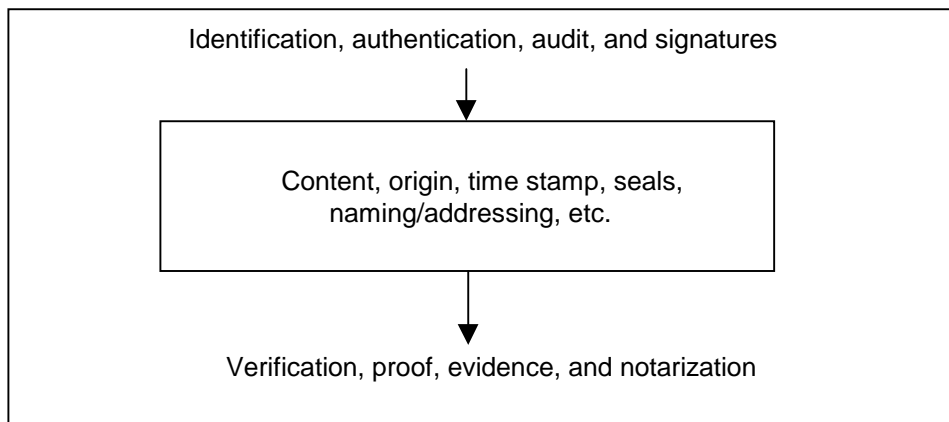 Identification, authentication, audit, and signatures
Content, origin, time stamp, seals,
naming/addressing, etc.
Verification, proof, evidence, and notarization